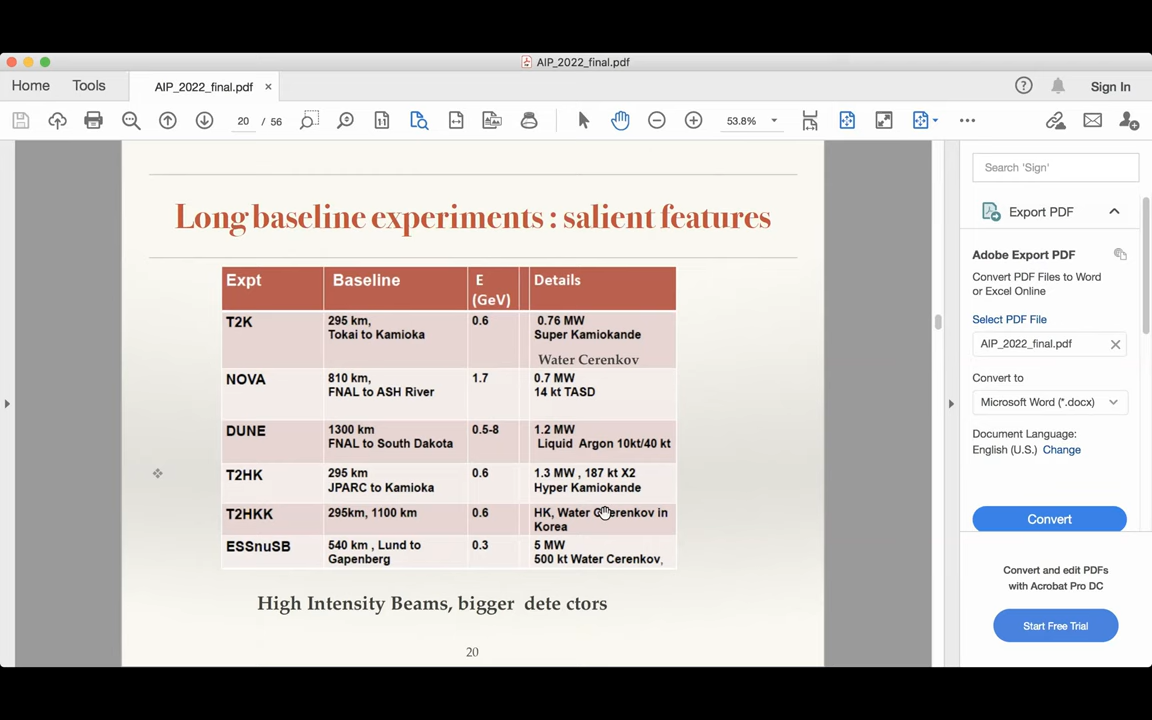 AIP_2022_final.pdf
Home Tools AIP_2022_final.pdf × Sign In
20 / 56 53.8%
Long baseline experiments : salient features
Expt Baseline E (GeV) Details
T2K 295 km, 0.6 0.76 MW
Tokai to Kamioka Super Kamiokande
Water Cerenkov
NOVA 810 km, 1.7 0.7 MW
FNAL to ASH River 14 kt TASD
DUNE 1300 km 0.5-8 1.2 MW
FNAL to South Dakota Liquid Argon 10kt/40 kt
T2HK 295 km 0.6 1.3 MW , 187 kt X2
JPARC to Kamioka Hyper Kamiokande
T2HKK 295km, 1100 km 0.6 HK, Water in
Korea
ESSnuSB 540 km , Lund to 0.3 5 MW
Gapenberg 500 kt Water Cerenkov,
High Intensity Beams, bigger dete ctors
20
Search 'Sign'
Export PDF
Adobe Export PDF
Convert PDF Files to Word
or Excel Online
Select PDF File
AIP_2022_final.pdf
Convert to
Microsoft Word (*.docx)
Document Language:
English (U.S.) Change
Convert
Convert and edit PDFs
with Acrobat Pro DC
Start Free Trial